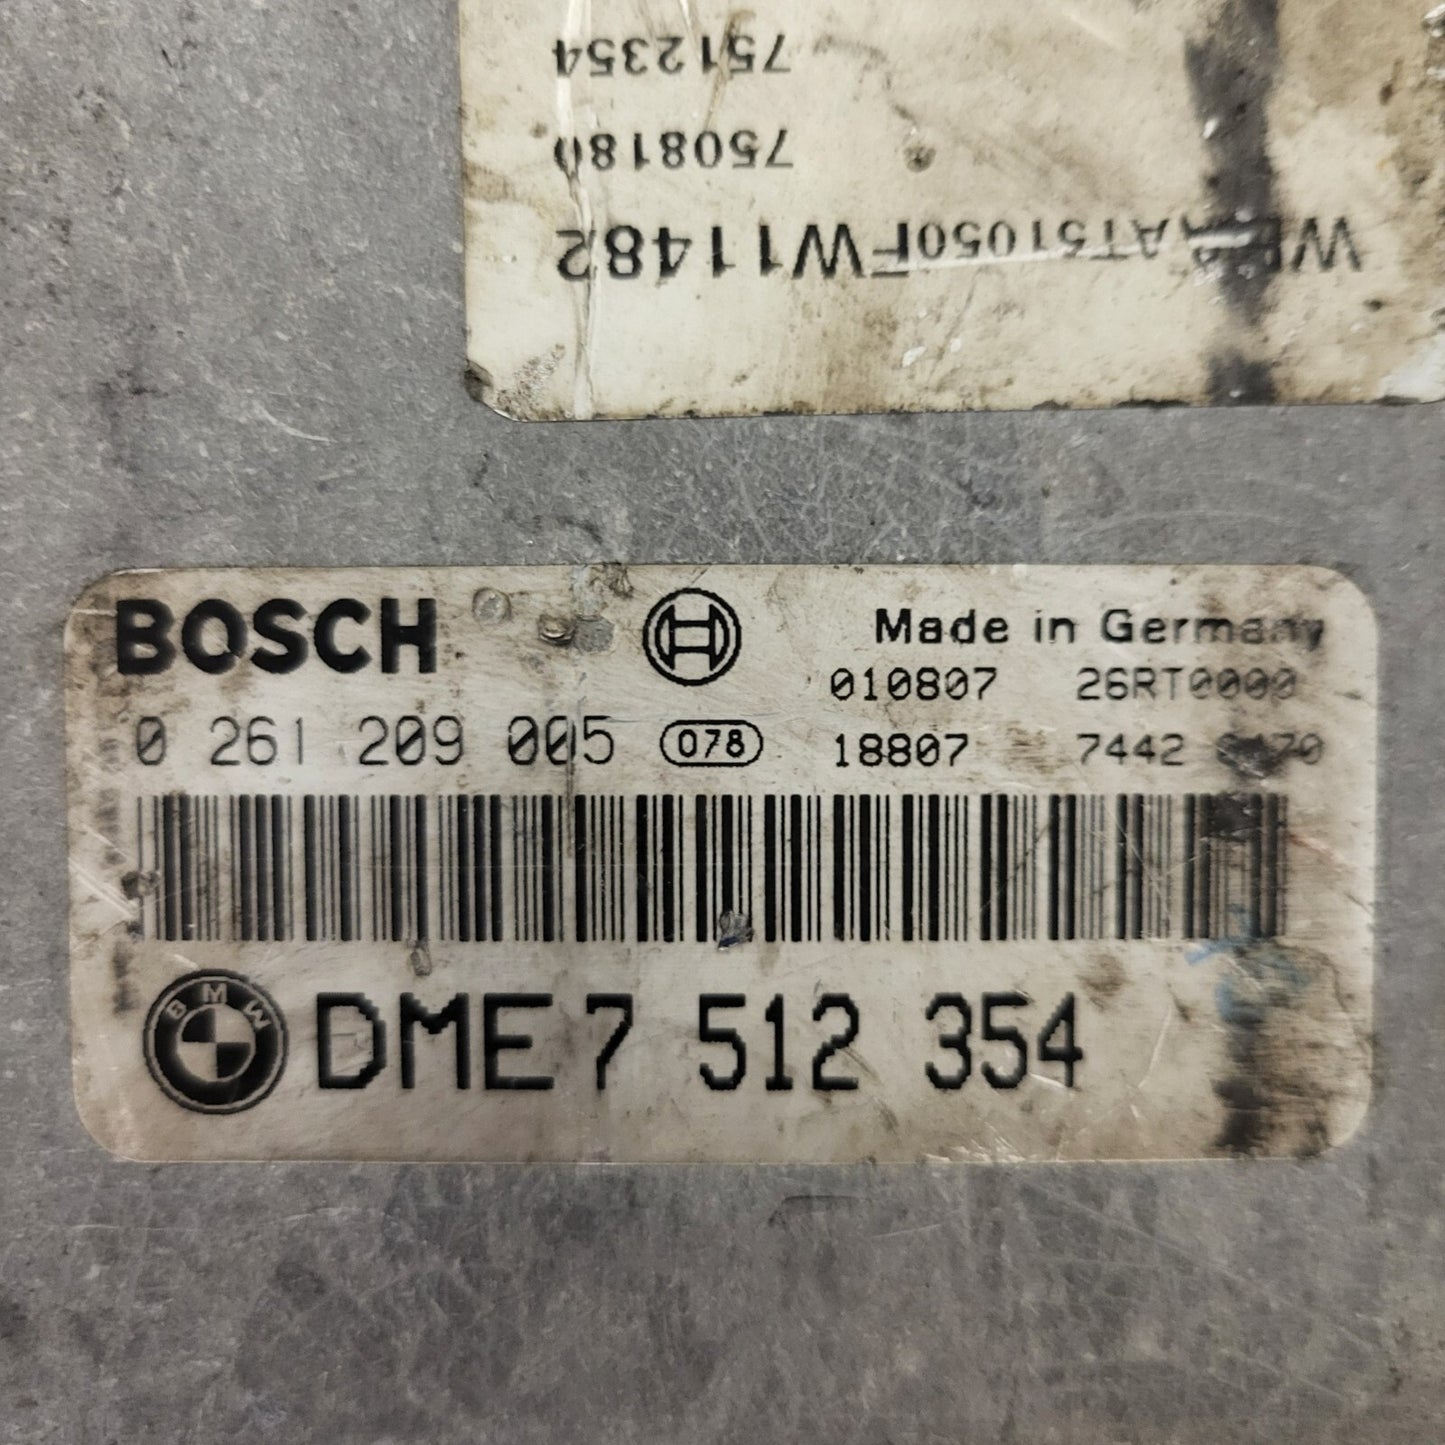 7512354
7508180
BOSCH
Made in Germany
010807 26RT0000
0 261 209 005 078 18807 7442
BMW
DME 7 512 354